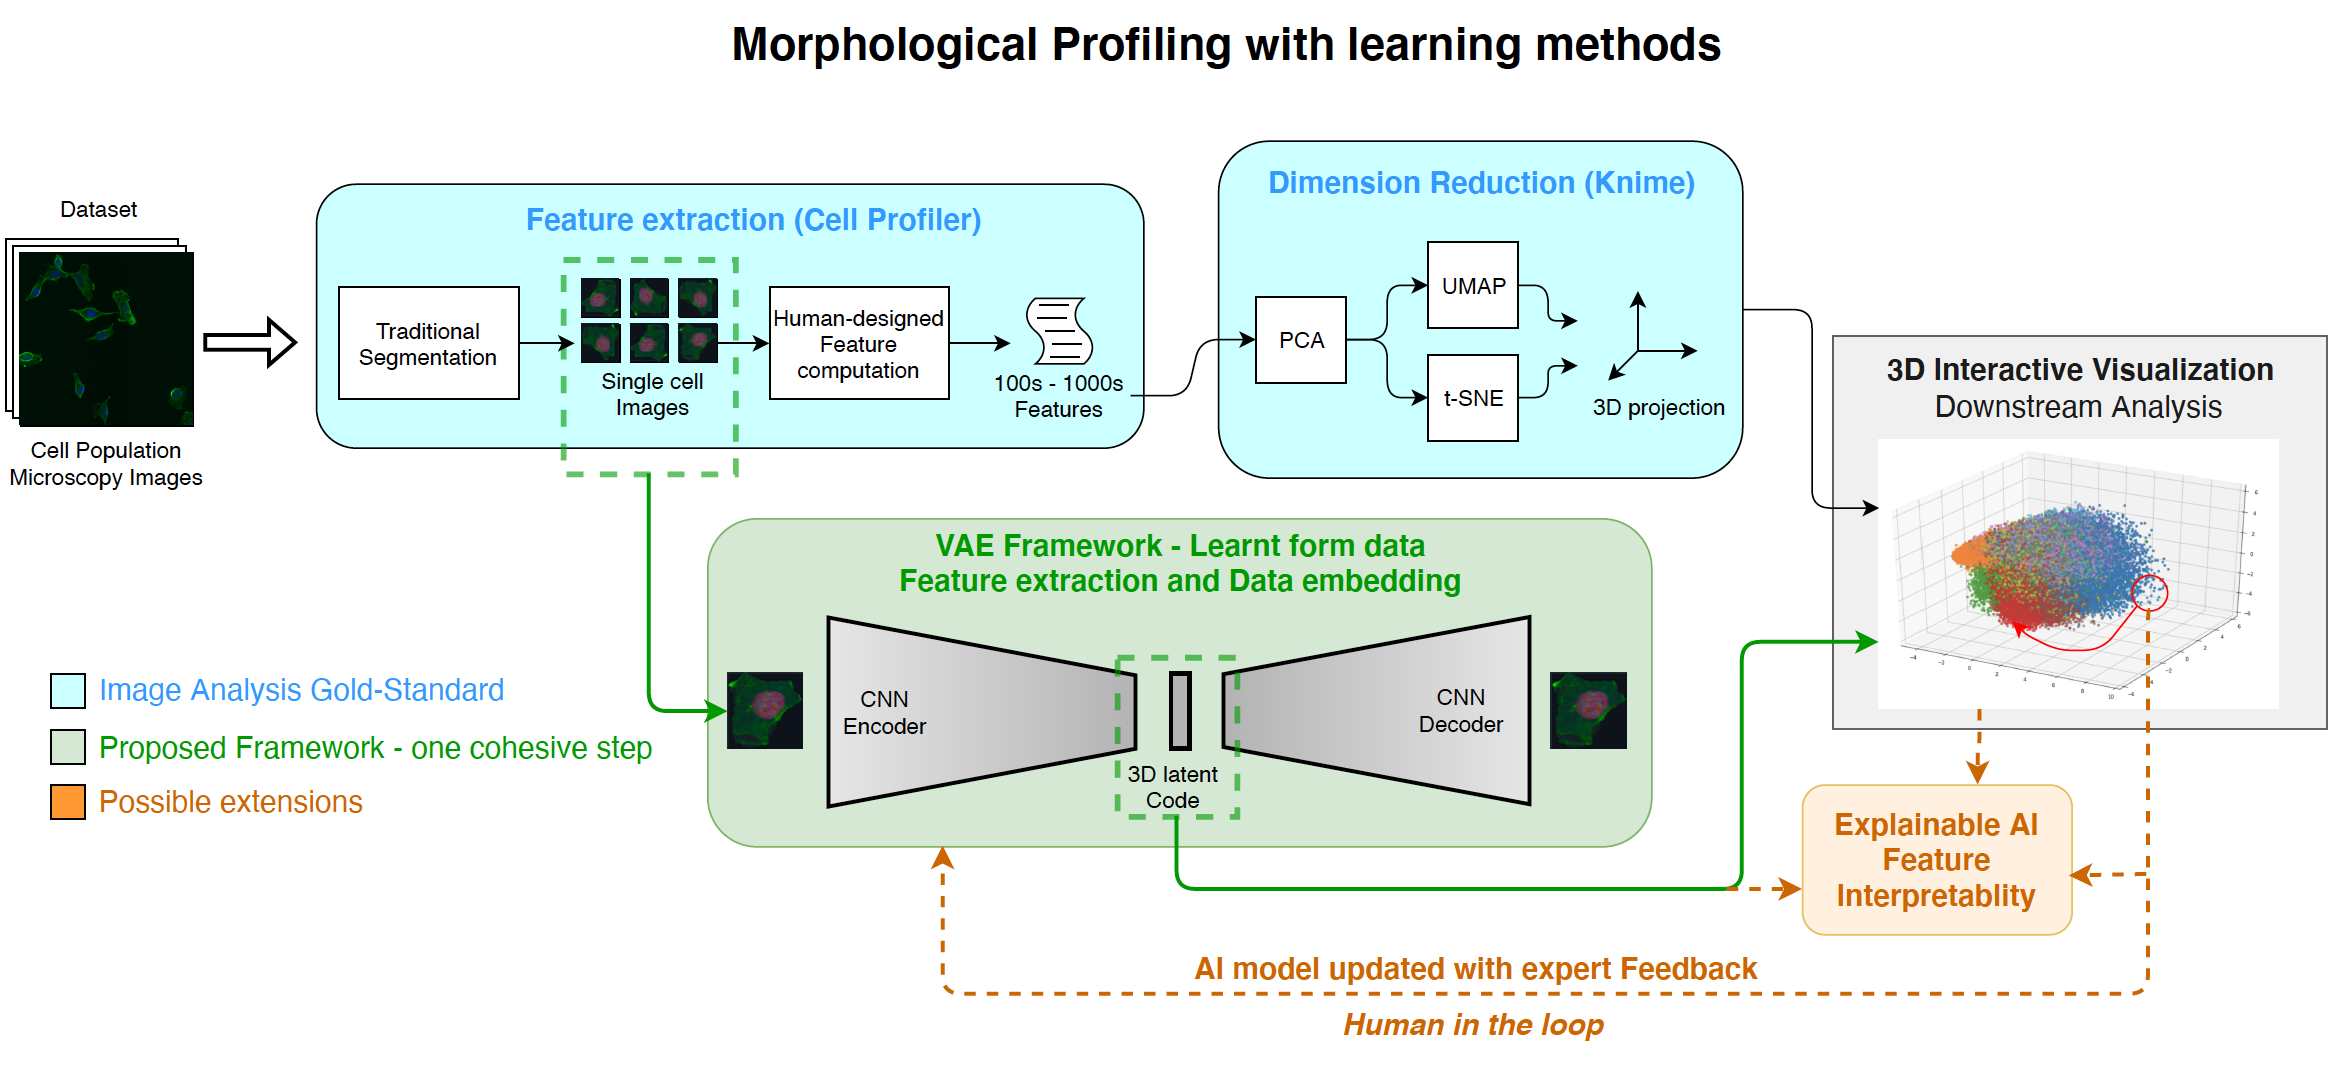 Morphological Profiling with learning methods
Dataset
Cell Population
Microscopy Images
Feature extraction (Cell Profiler)
Traditional
Segmentation
Single cell
Images
Human-designed
Feature
computation
100s - 1000s
Features
Dimension Reduction (Knime)
PCA
UMAP
t-SNE
3D projection
3D Interactive Visualization
Downstream Analysis
VAE Framework - Learnt form data
Feature extraction and Data embedding
CNN
Encoder
3D latent
Code
CNN
Decoder
Image Analysis Gold-Standard
Proposed Framework - one cohesive step
Possible extensions
Explainable AI
Feature
Interpretablity
AI model updated with expert Feedback
Human in the loop